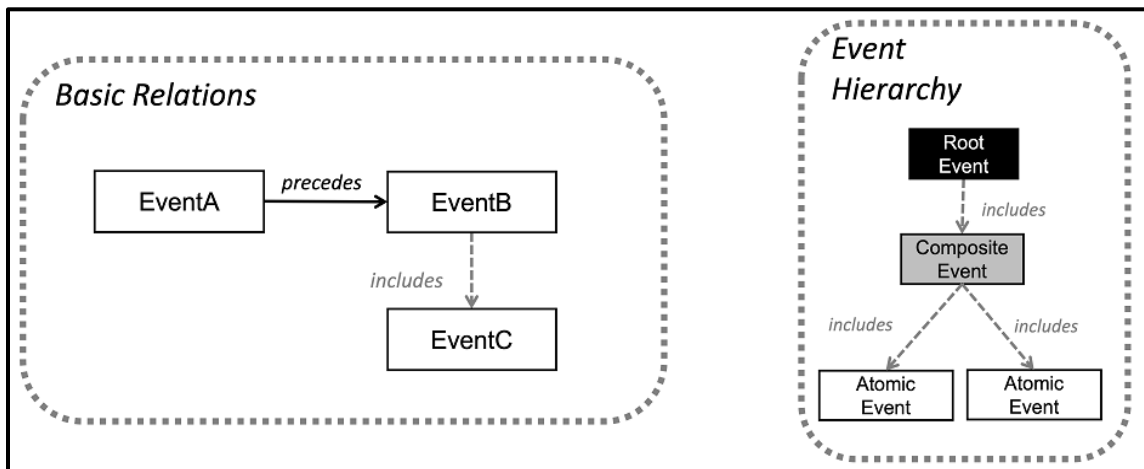 Basic Relations
EventA
precedes
EventB
includes
EventC
Event
Hierarchy
Root
Event
includes
Composite
Event
includes
includes
Atomic
Event
Atomic
Event